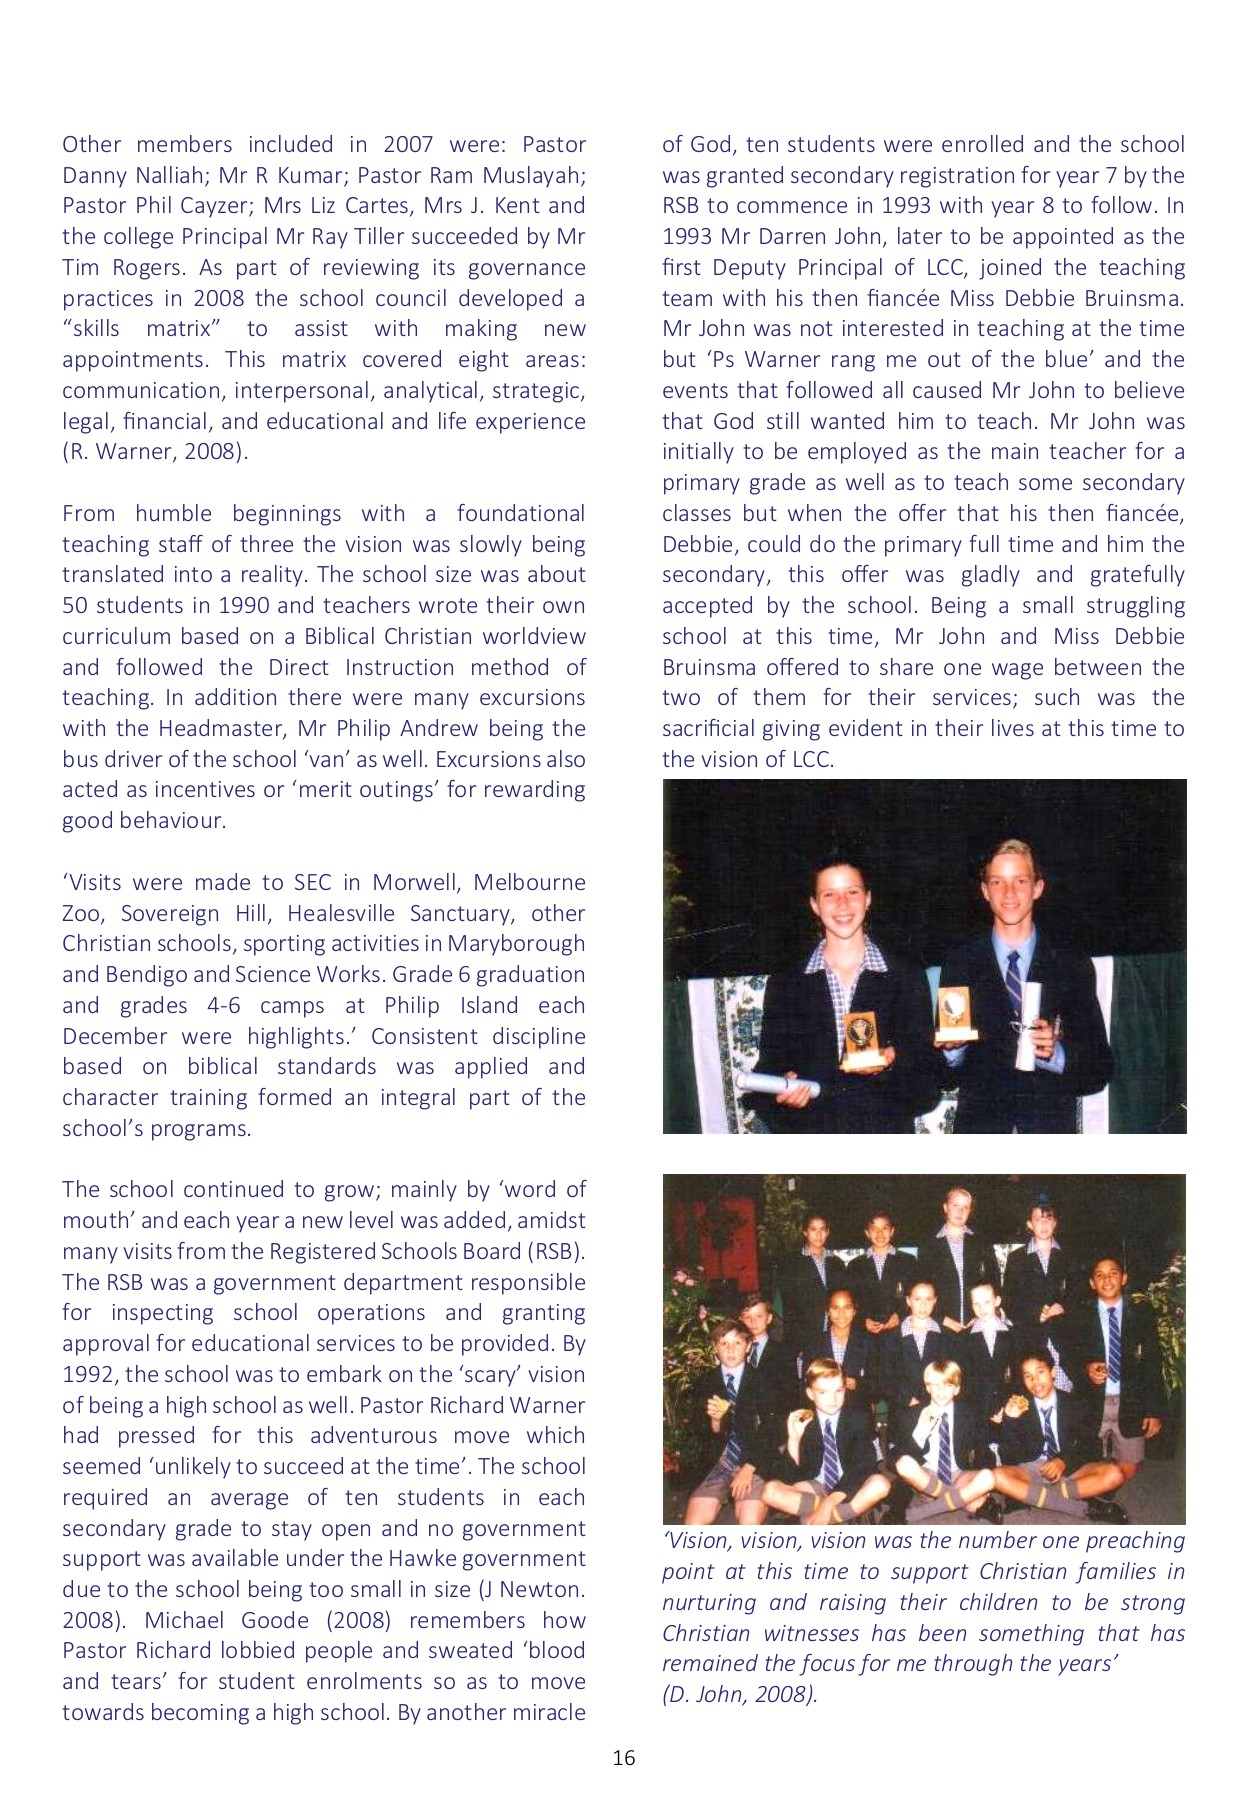 Other members included in 2007 were: Pastor
Danny Nalliah; Mr R Kumar; Pastor Ram Muslayah;
Pastor Phil Cayzer; Mrs Liz Cartes, Mrs J. Kent and
the college Principal Mr Ray Tiller succeeded by Mr
Tim Rogers. As part of reviewing its governance
practices in 2008 the school council developed a
“skills matrix” to assist with making new
appointments. This matrix covered eight areas:
communication, interpersonal, analytical, strategic,
legal, financial, and educational and life experience
(R. Warner, 2008).
From humble beginnings with a foundational
teaching staff of three the vision was slowly being
translated into a reality. The school size was about
50 students in 1990 and teachers wrote their own
curriculum based on a Biblical Christian worldview
and followed the Direct Instruction method of
teaching. In addition there were many excursions
with the Headmaster, Mr Philip Andrew being the
bus driver of the school ‘van’ as well. Excursions also
acted as incentives or ‘merit outings’ for rewarding
good behaviour.
‘Visits were made to SEC in Morwell, Melbourne
Zoo, Sovereign Hill, Healesville Sanctuary, other
Christian schools, sporting activities in Maryborough
and Bendigo and Science Works. Grade 6 graduation
and grades 4-6 camps at Philip Island each
December were highlights.’ Consistent discipline
based on biblical standards was applied and
character training formed an integral part of the
school’s programs.
The school continued to grow; mainly by ‘word of
mouth’ and each year a new level was added, amidst
many visits from the Registered Schools Board (RSB).
The RSB was a government department responsible
for inspecting school operations and granting
approval for educational services to be provided. By
1992, the school was to embark on the ‘scary’ vision
of being a high school as well. Pastor Richard Warner
had pressed for this adventurous move which
seemed ‘unlikely to succeed at the time’. The school
required an average of ten students in each
secondary grade to stay open and no government
support was available under the Hawke government
due to the school being too small in size (J Newton.
2008). Michael Goode (2008) remembers how
Pastor Richard lobbied people and sweated ‘blood
and tears’ for student enrolments so as to move
towards becoming a high school. By another miracle
of God, ten students were enrolled and the school
was granted secondary registration for year 7 by the
RSB to commence in 1993 with year 8 to follow. In
1993 Mr Darren John, later to be appointed as the
first Deputy Principal of LCC, joined the teaching
team with his then fiancée Miss Debbie Bruinsma.
Mr John was not interested in teaching at the time
but ‘Ps Warner rang me out of the blue’ and the
events that followed all caused Mr John to believe
that God still wanted him to teach. Mr John was
initially to be employed as the main teacher for a
primary grade as well as to teach some secondary
classes but when the offer that his then fiancée,
Debbie, could do the primary full time and him the
secondary, this offer was gladly and gratefully
accepted by the school. Being a small struggling
school at this time, Mr John and Miss Debbie
Bruinsma offered to share one wage between the
two of them for their services; such was the
sacrificial giving evident in their lives at this time to
the vision of LCC.
‘Vision, vision, vision was the number one preaching
point at this time to support Christian families in
nurturing and raising their children to be strong
Christian witnesses has been something that has
remained the focus for me through the years’
(D. John, 2008).
16